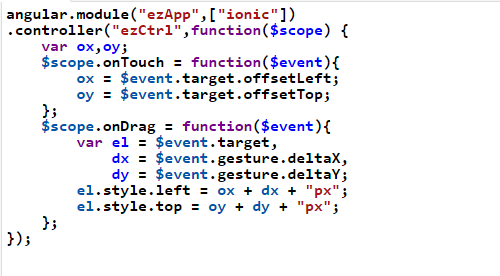 angular.module("ezApp",["ionic"])
.controller("ezCtrl",function($scope) {
    var ox,oy;
    $scope.onTouch = function($event){
        ox = $event.target.offsetLeft;
        oy = $event.target.offsetTop;
    };
    $scope.onDrag = function($event){
        var el = $event.target,
            dx = $event.gesture.deltaX,
            dy = $event.gesture.deltaY;
        el.style.left = ox + dx + "px";
        el.style.top = oy + dy + "px";
    };
});